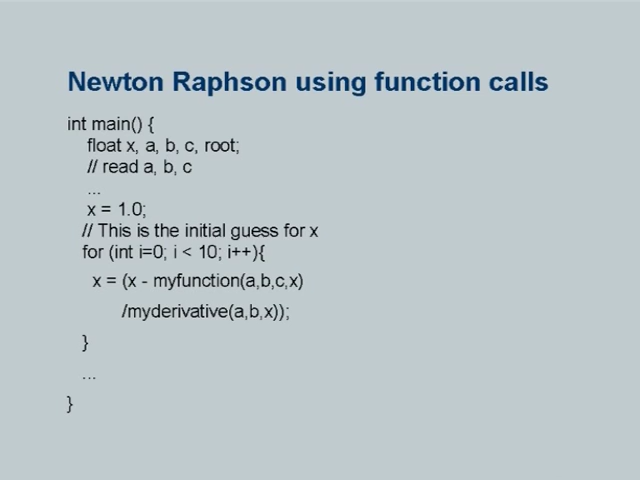 Newton Raphson using function calls
int main() {
float x, a, b, c, root;
// read a, b, c
...
x = 1.0;
// This is the initial guess for x
for (int i=0; i < 10; i++){
x = (x - myfunction(a,b,c,x)
/myderivative(a,b,x));
}
...
}